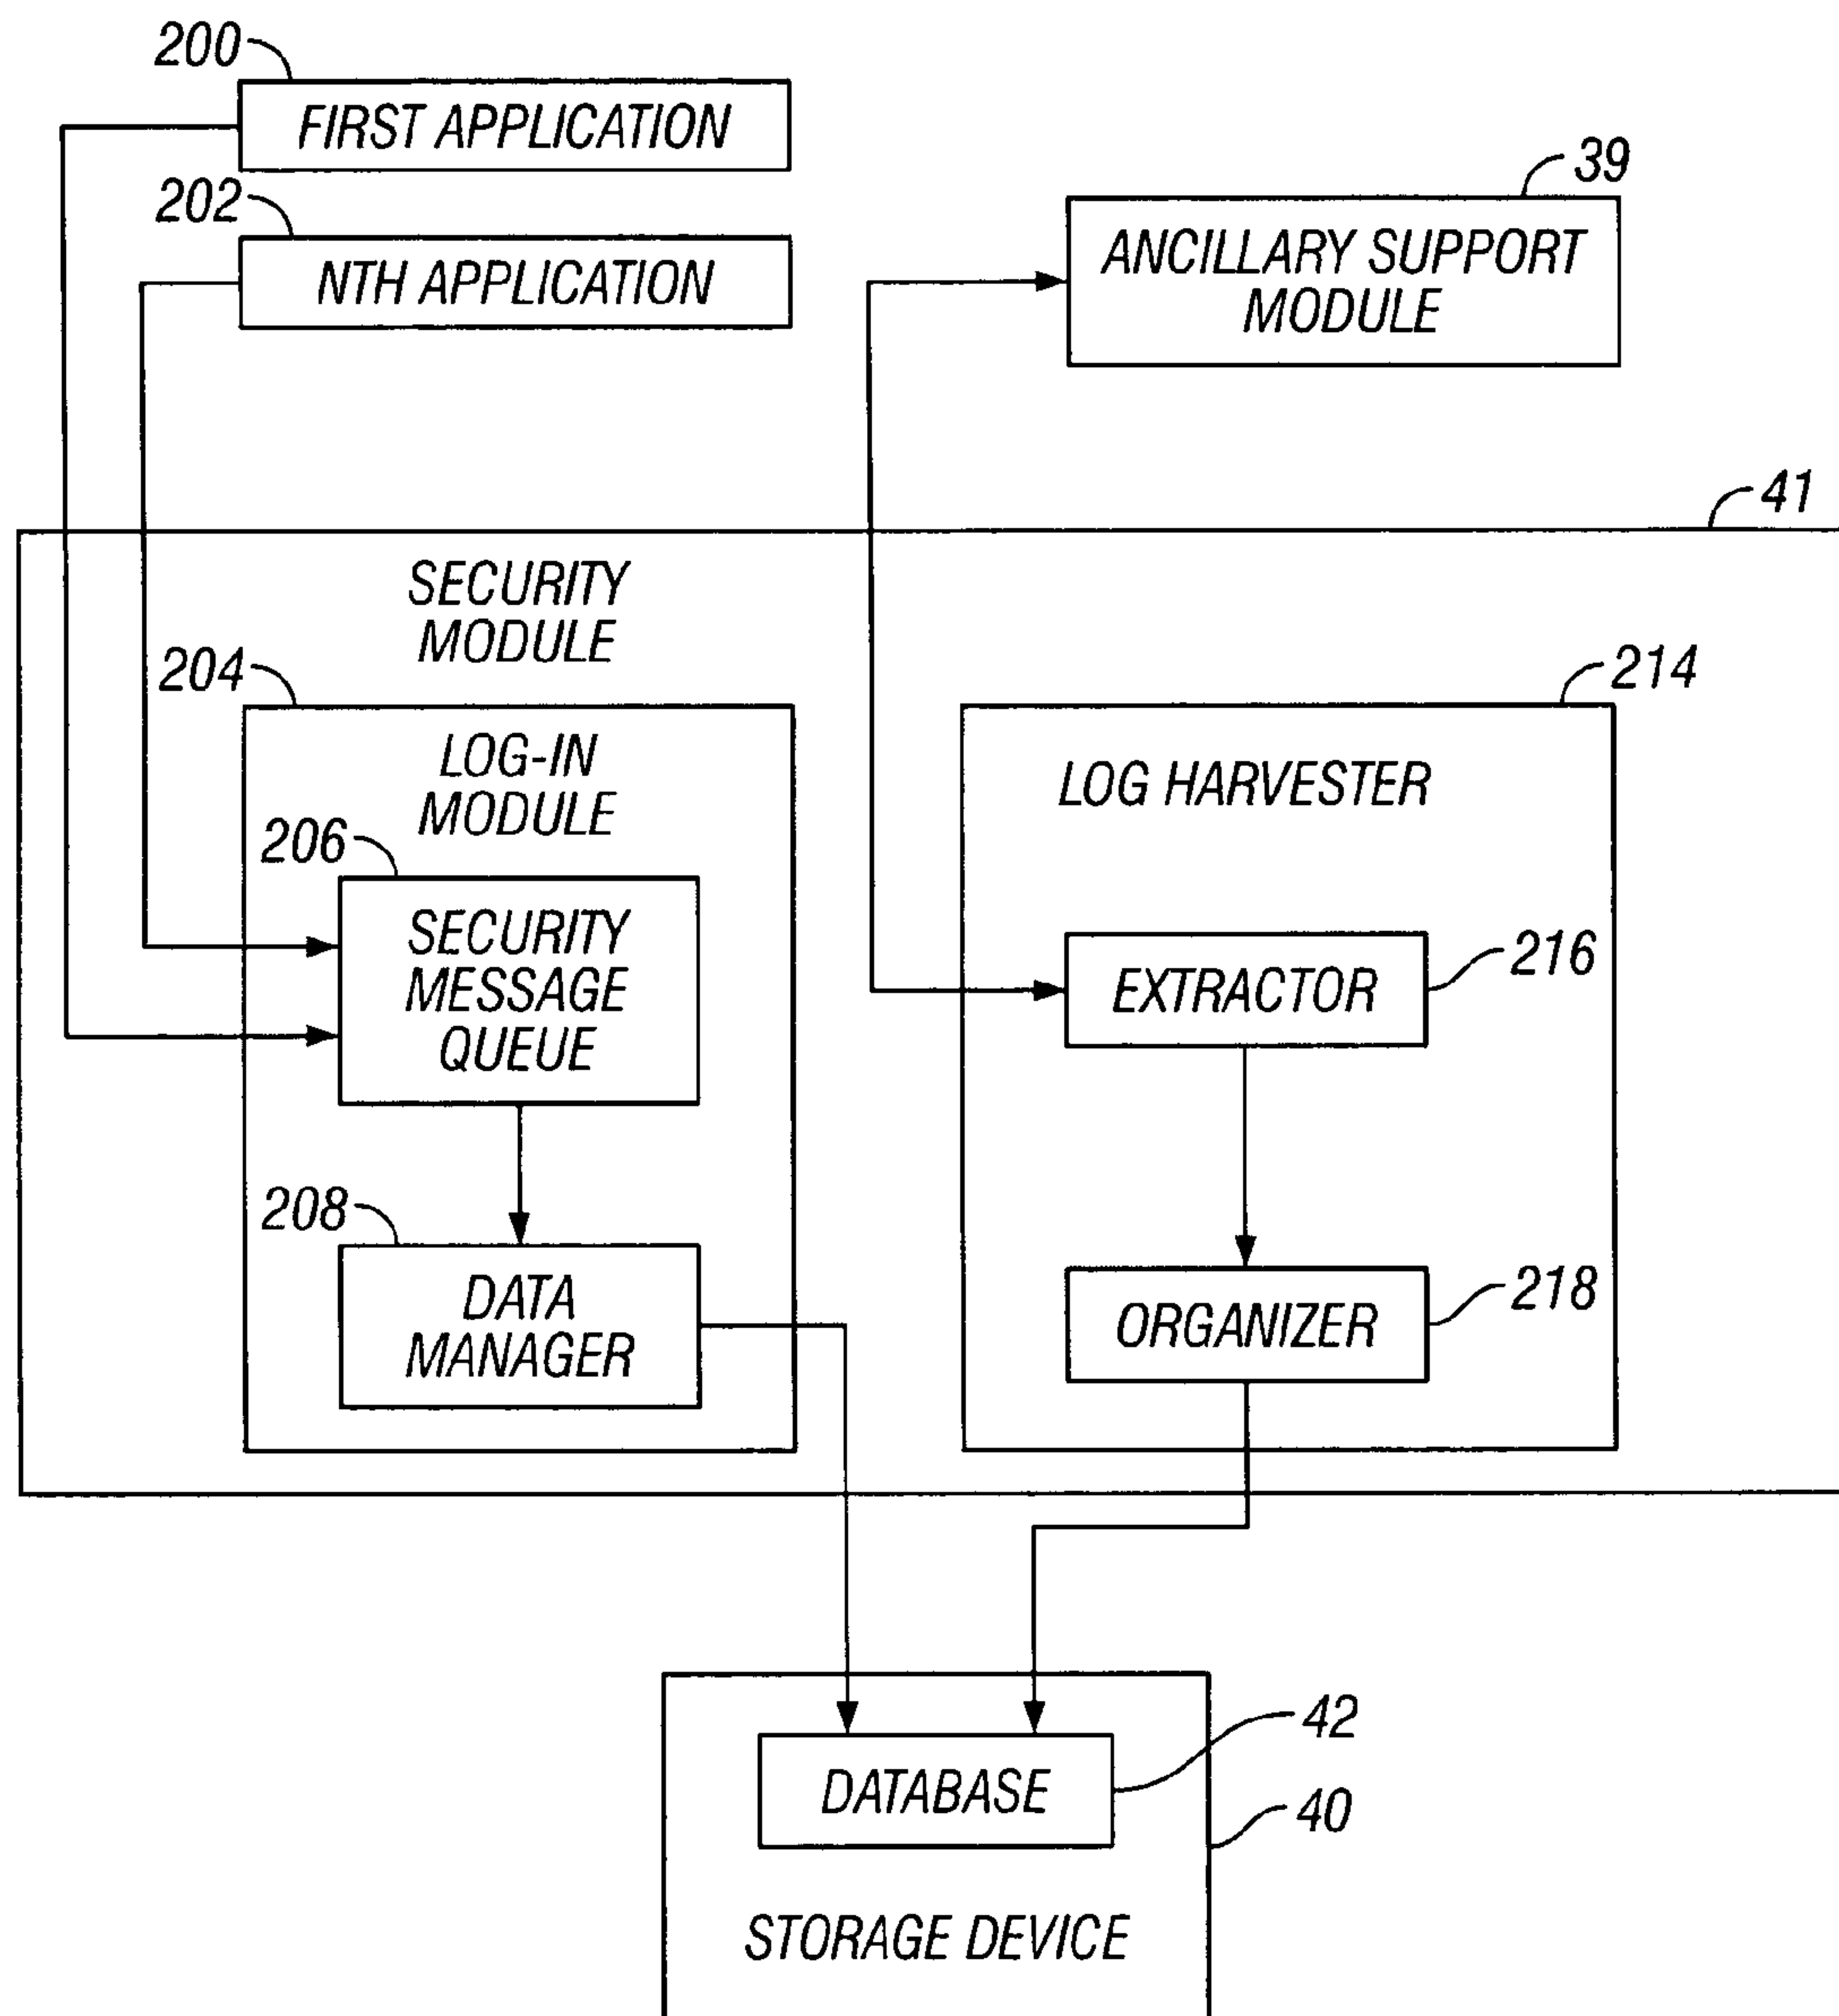 200
FIRST APPLICATION
202
NTH APPLICATION
39
ANCILLARY SUPPORT
MODULE
41
SECURITY
MODULE
204
LOG-IN
MODULE
206
SECURITY
MESSAGE
QUEUE
208
DATA
MANAGER
214
LOG HARVESTER
216
EXTRACTOR
218
ORGANIZER
42
DATABASE
40
STORAGE DEVICE